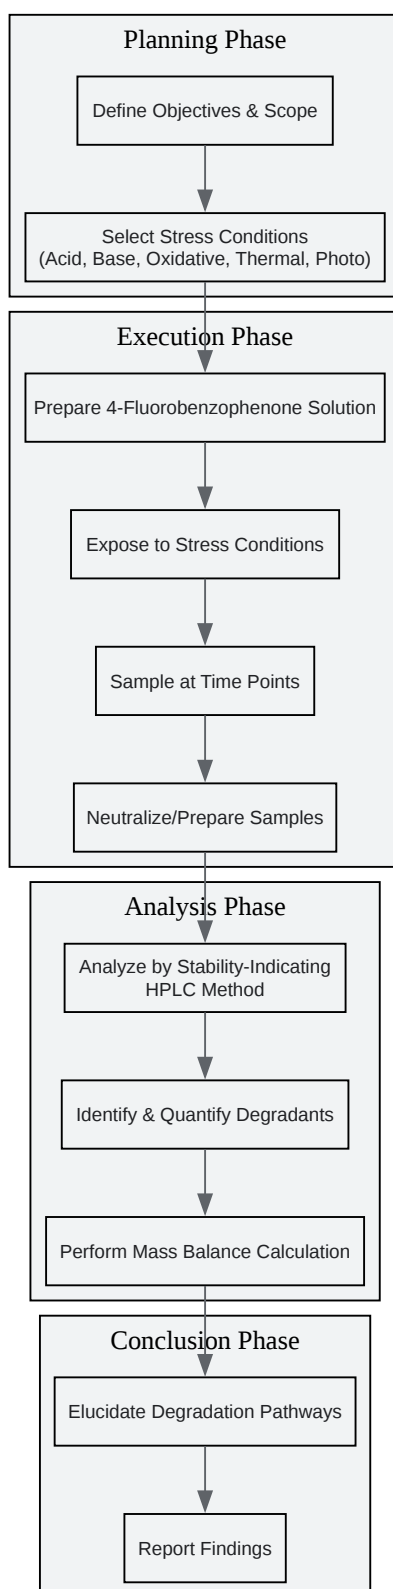 Planning Phase
Define Objectives & Scope
Select Stress Conditions
(Acid, Base, Oxidative, Thermal, Photo)
Execution Phase
Prepare 4-Fluorobenzophenone Solution
Expose to Stress Conditions
Sample at Time Points
Neutralize/Prepare Samples
Analysis Phase
Analyze by Stability-Indicating
HPLC Method
Identify & Quantify Degradants
Perform Mass Balance Calculation
Conclusion Phase
Elucidate Degradation Pathways
Report Findings